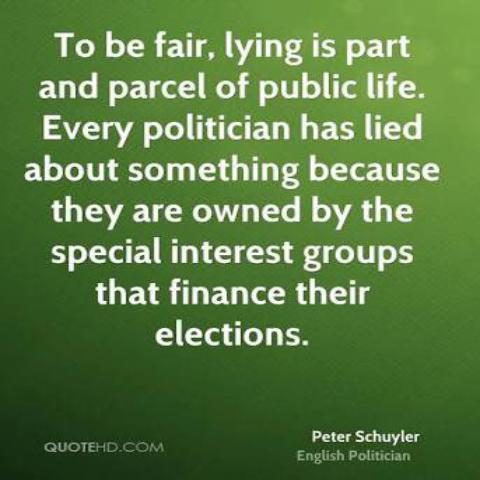 To be fair, lying is part
and parcel of public life.
Every politician has lied
about something because
they are owned by the
special interest groups
that finance their
elections.
Peter Schuyler
QUOTEHD.COM
English Politician